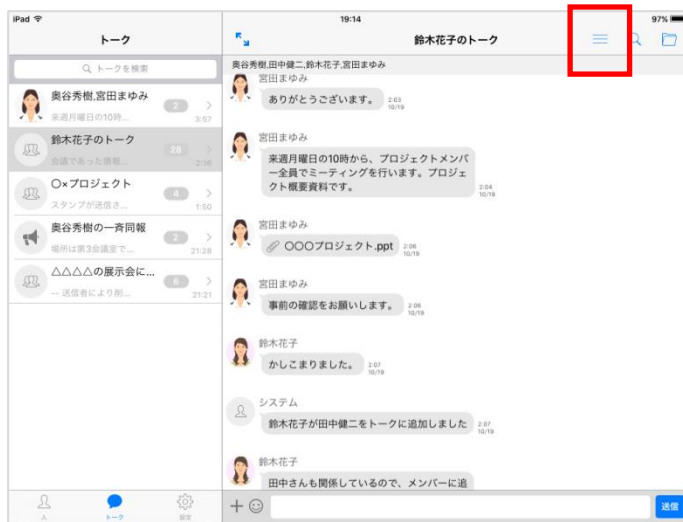 iPad
19:14
97%
トーク
鈴木花子のトーク
トークを検索
奥谷秀樹,宮田まゆみ
来週月曜日の10時...
2
3:57
鈴木花子のトーク
会議であった情報...
28
2:16
〇×プロジェクト
スタンプが送信さ...
4
1:50
奥谷秀樹の一斉同報
場所は第3会議室で...
2
21:28
△△△△の展示会に...
-- 送信者により削...
6
21:21
人
トーク
設定
奥谷秀樹,田中健二,鈴木花子,宮田まゆみ
宮田まゆみ
ありがとうございます。
2:03
10/19
宮田まゆみ
来週月曜日の10時から、プロジェクトメンバ
ー全員でミーティングを行います。プロジェ
クト概要資料です。
2:04
10/19
宮田まゆみ
〇〇〇プロジェクト.ppt
2:06
10/19
宮田まゆみ
事前の確認をお願いします。
2:06
10/19
鈴木花子
かしこまりました。
2:07
10/19
システム
鈴木花子が田中健二をトークに追加しました
2:07
10/19
鈴木花子
田中さんも関係しているので、メンバーに追
送信